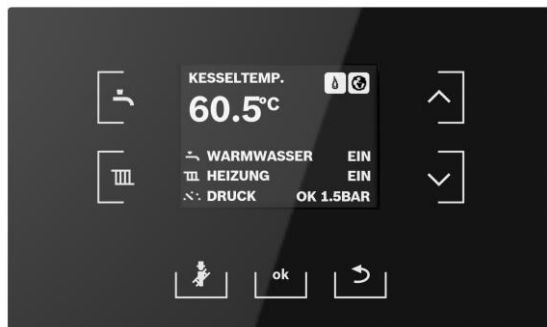 KESSELTEMP.
60.5°C
WARMWASSER EIN
HEIZUNG EIN
DRUCK OK 1.5BAR
ok